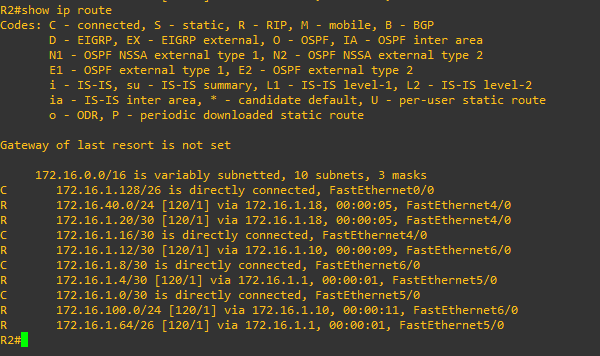 R2#show ip route
Codes: C - connected, S - static, R - RIP, M - mobile, B - BGP
       D - EIGRP, EX - EIGRP external, O - OSPF, IA - OSPF inter area
       N1 - OSPF NSSA external type 1, N2 - OSPF NSSA external type 2
       E1 - OSPF external type 1, E2 - OSPF external type 2
       i - IS-IS, su - IS-IS summary, L1 - IS-IS level-1, L2 - IS-IS level-2
       ia - IS-IS inter area, * - candidate default, U - per-user static route
       o - ODR, P - periodic downloaded static route
Gateway of last resort is not set
     172.16.0.0/16 is variably subnetted, 10 subnets, 3 masks
C       172.16.1.128/26 is directly connected, FastEthernet0/0
R       172.16.40.0/24 [120/1] via 172.16.1.18, 00:00:05, FastEthernet4/0
R       172.16.1.20/30 [120/1] via 172.16.1.18, 00:00:05, FastEthernet4/0
C       172.16.1.16/30 is directly connected, FastEthernet4/0
R       172.16.1.12/30 [120/1] via 172.16.1.10, 00:00:09, FastEthernet6/0
C       172.16.1.8/30 is directly connected, FastEthernet6/0
R       172.16.1.4/30 [120/1] via 172.16.1.1, 00:00:01, FastEthernet5/0
C       172.16.1.0/30 is directly connected, FastEthernet5/0
R       172.16.100.0/24 [120/1] via 172.16.1.10, 00:00:11, FastEthernet6/0
R       172.16.1.64/26 [120/1] via 172.16.1.1, 00:00:01, FastEthernet5/0
R2#